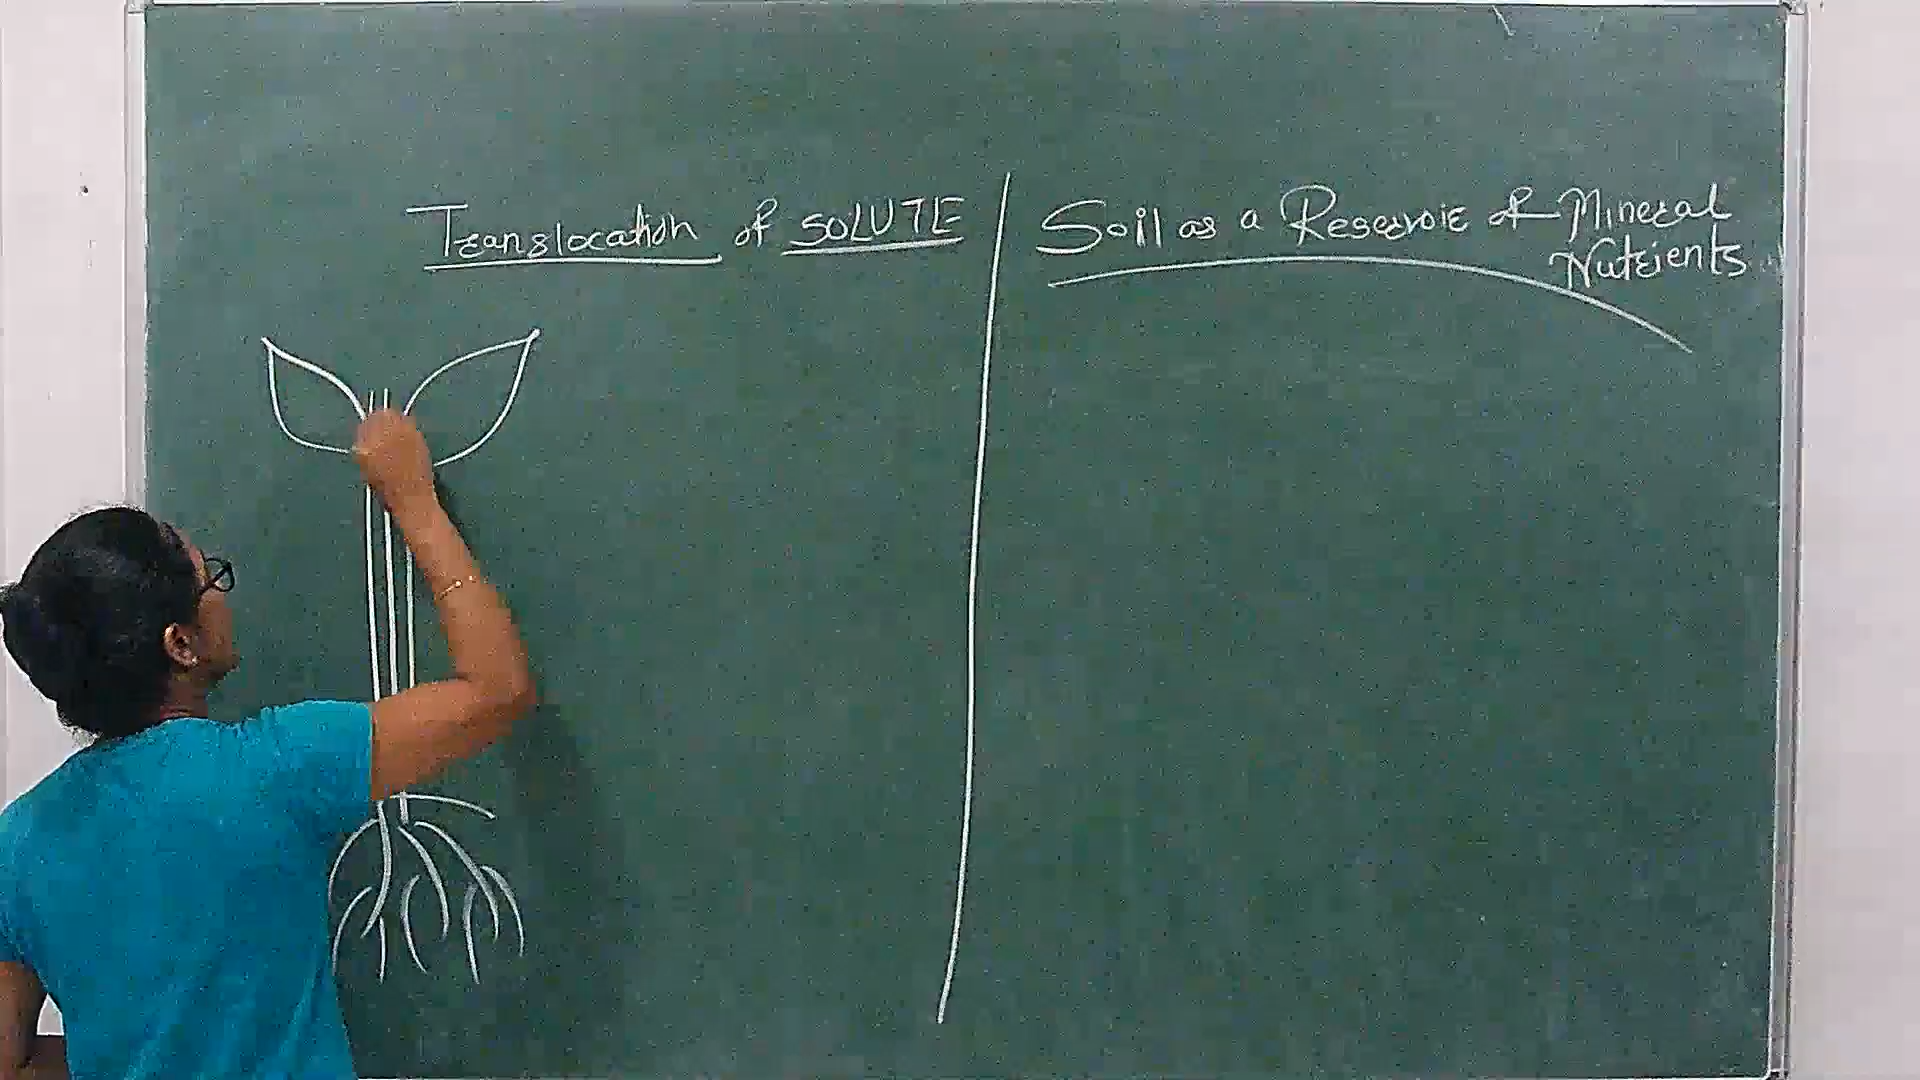 Translocation of SOLUTE
Soil as a Reservoir of Mineral
Nutrients